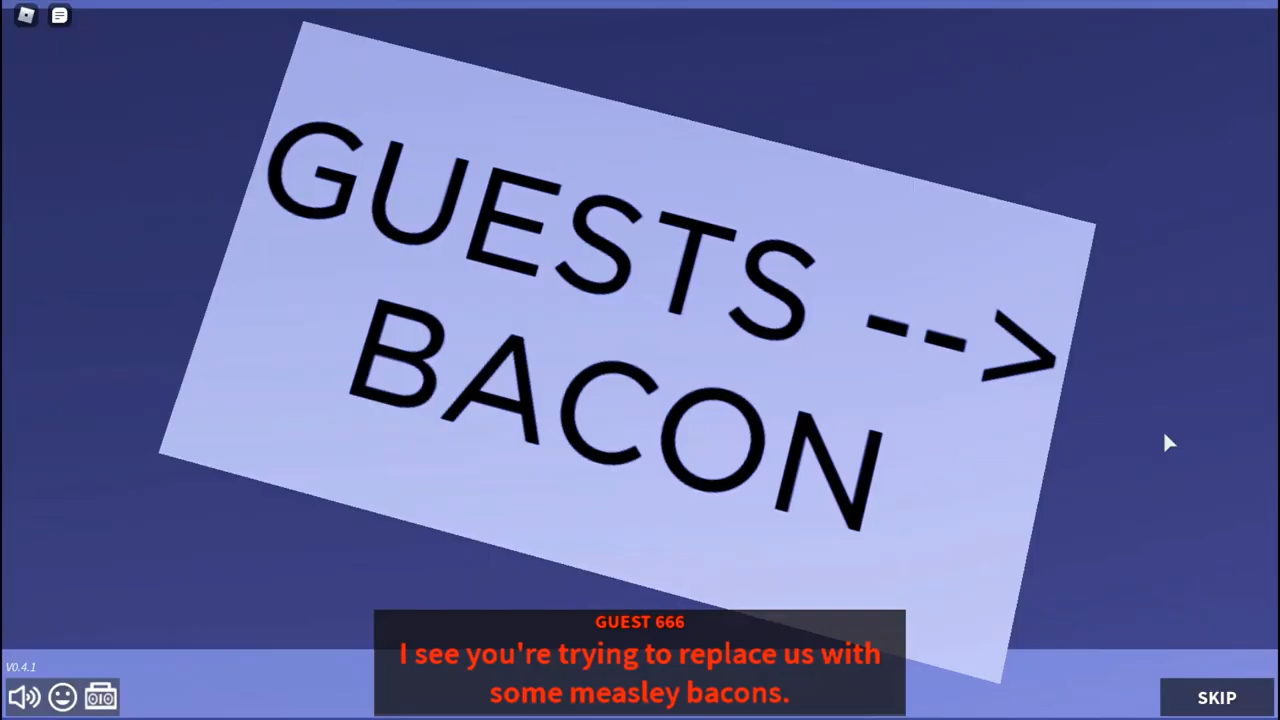 GUESTS -->
BACON
GUEST 666
I see you're trying to replace us with
some measley bacons.
V0.4.1
SKIP